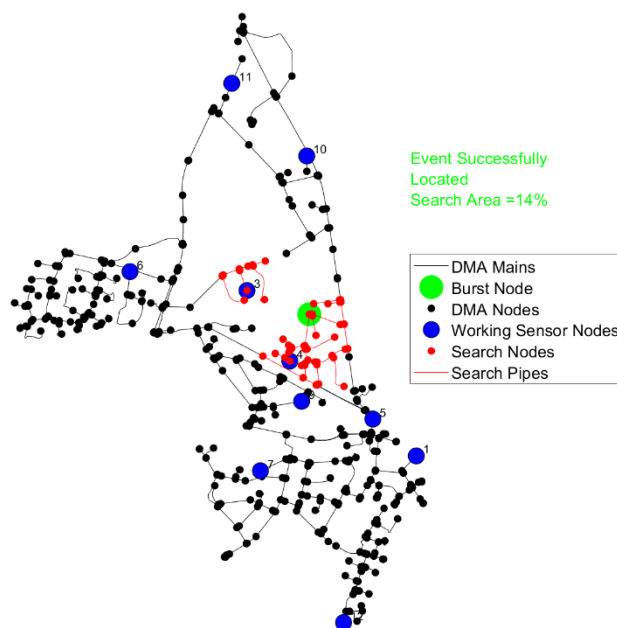 11
10
Event Successfully
Located
Search Area =14%
6
3
DMA Mains
Burst Node
DMA Nodes
Working Sensor Nodes
Search Nodes
Search Pipes
4
5
1
7